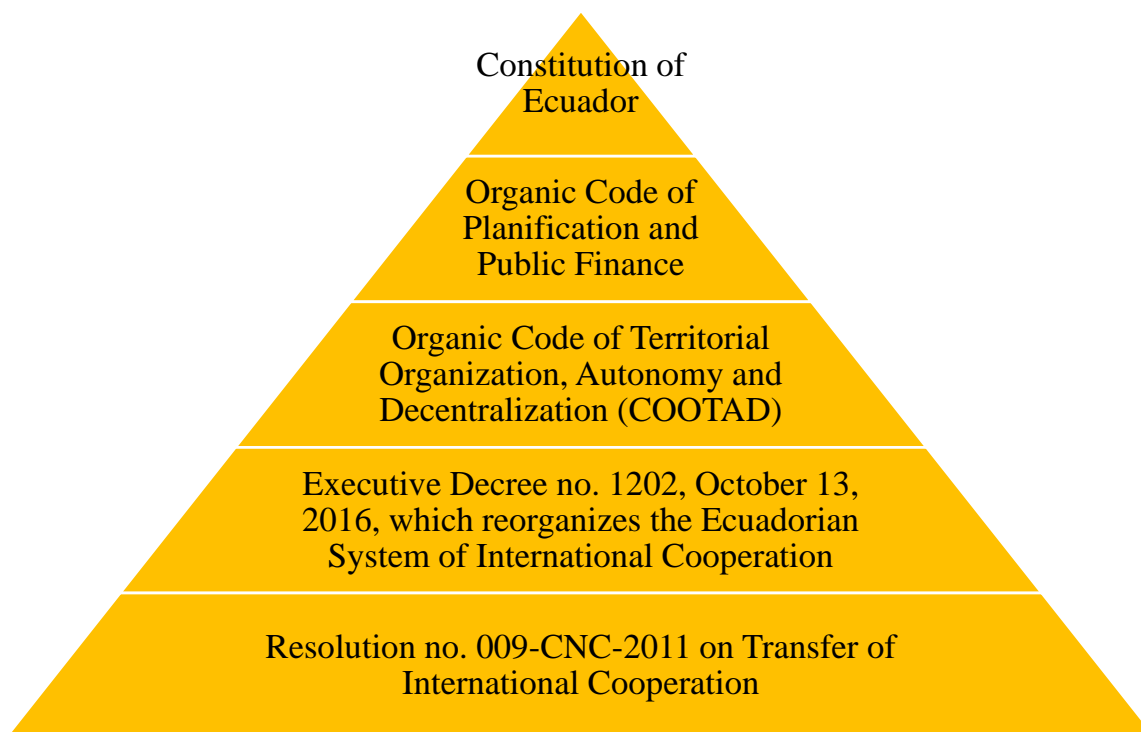 Constitution of
Ecuador
Organic Code of
Planification and
Public Finance
Organic Code of Territorial
Organization, Autonomy and
Decentralization (COOTAD)
Executive Decree no. 1202, October 13,
2016, which reorganizes the Ecuadorian
System of International Cooperation
Resolution no. 009-CNC-2011 on Transfer of
International Cooperation